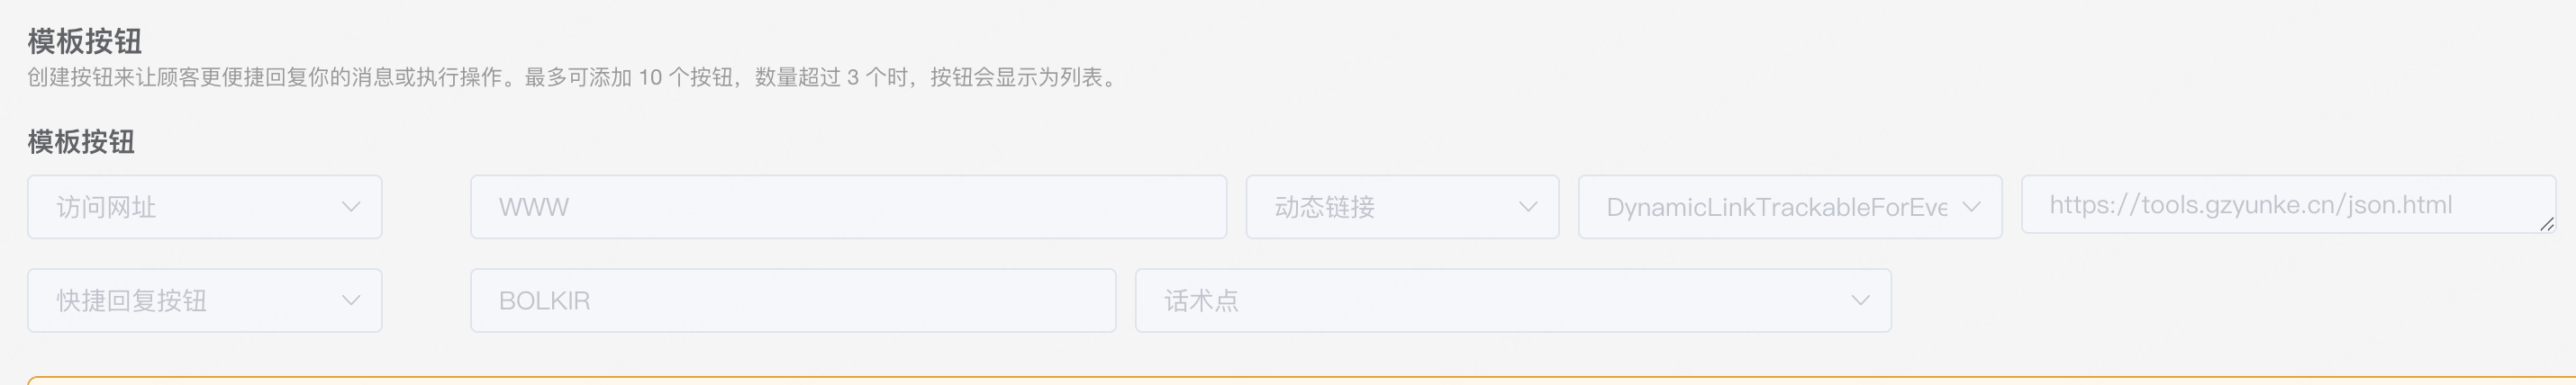 模板按钮
创建按钮来让顾客更便捷回复你的消息或执行操作。最多可添加 10 个按钮，数量超过 3 个时，按钮会显示为列表。
模板按钮
访问网址 WWW 动态链接 DynamicLinkTrackableForEve https://tools.gzyunke.cn/json.html
快捷回复按钮 BOLKIR 话术点